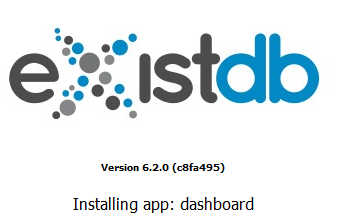 eXistdb
Version 6.2.0 (c8fa495)
Installing app: dashboard